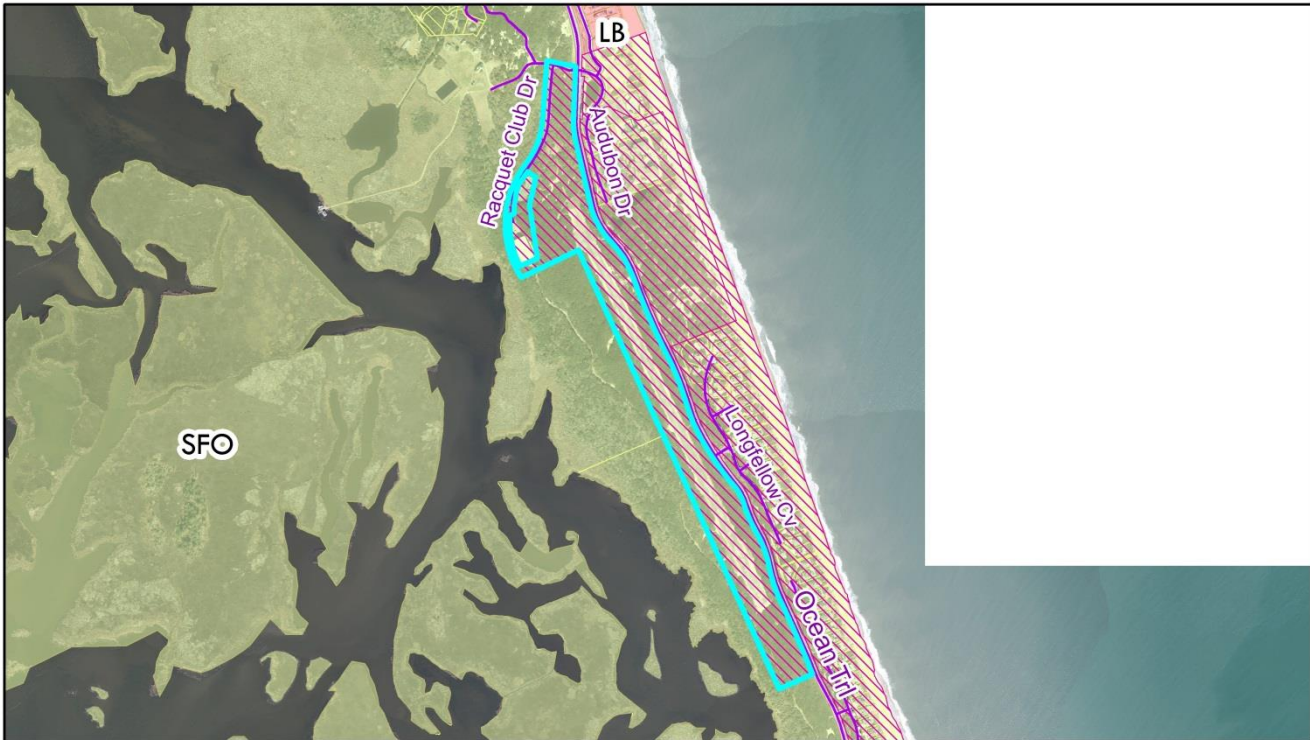 LB
Racquet Club Dr
Audubon Dr
SFO
Longfellow Cv
Ocean Trl